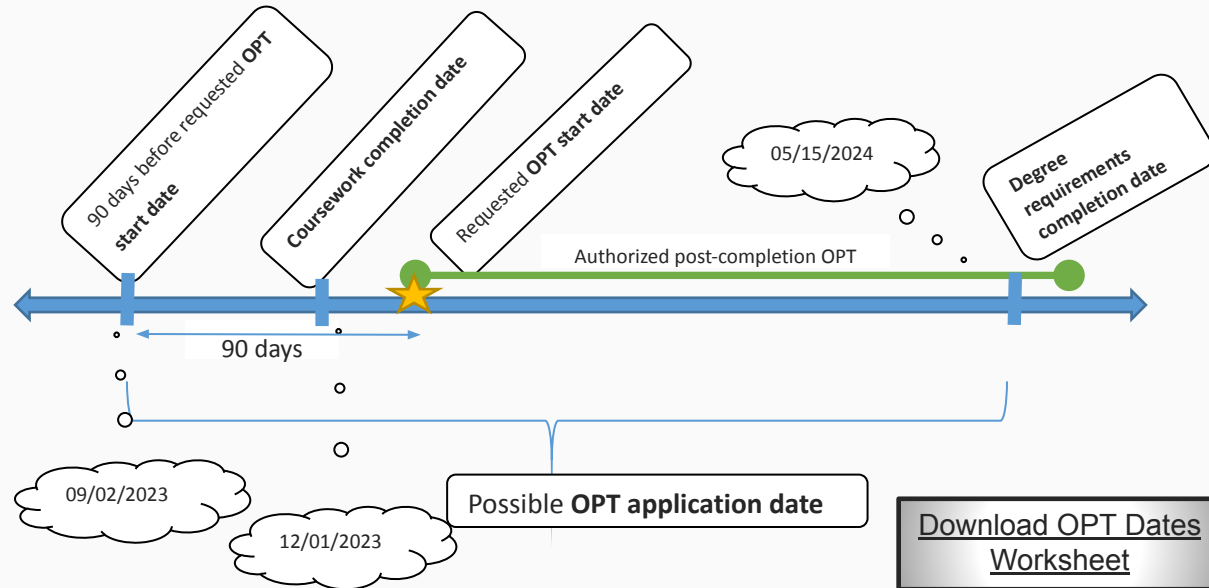 90 days before requested OPT
start date
Coursework completion date
Requested OPT start date
05/15/2024
Degree
requirements
completion date
Authorized post-completion OPT
90 days
09/02/2023
12/01/2023
Possible OPT application date
Download OPT Dates
Worksheet